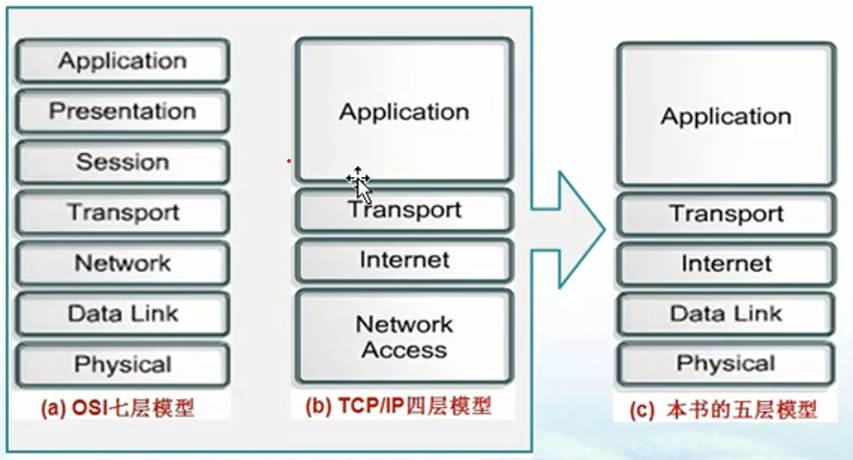 Application
Presentation
Session
Transport
Network
Data Link
Physical
(a) OSI七层模型
Application
Transport
Internet
Network
Access
(b) TCP/IP四层模型
Application
Transport
Internet
Data Link
Physical
(c) 本书的五层模型